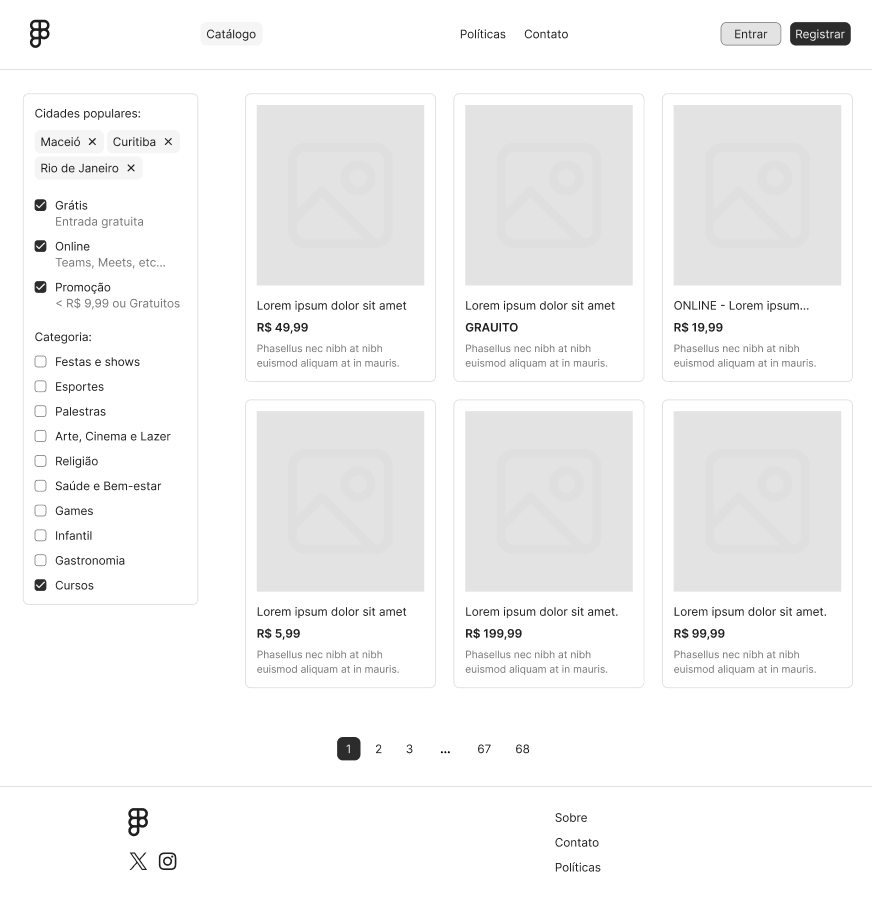 Catálogo
Políticas
Contato
Entrar
Registrar
Cidades populares:
Maceió
Curitiba
Rio de Janeiro
Grátis
Entrada gratuita
Online
Teams, Meets, etc...
Promoção
< R$ 9,99 ou Gratuitos
Categoria:
Festas e shows
Esportes
Palestras
Arte, Cinema e Lazer
Religião
Saúde e Bem-estar
Games
Infantil
Gastronomia
Cursos
Lorem ipsum dolor sit amet
R$ 49,99
Phasellus nec nibh at nibh
euismod aliquam at in mauris.
Lorem ipsum dolor sit amet
GRAUITO
Phasellus nec nibh at nibh
euismod aliquam at in mauris.
ONLINE - Lorem ipsum...
R$ 19,99
Phasellus nec nibh at nibh
euismod aliquam at in mauris.
Lorem ipsum dolor sit amet
R$ 5,99
Phasellus nec nibh at nibh
euismod aliquam at in mauris.
Lorem ipsum dolor sit amet.
R$ 199,99
Phasellus nec nibh at nibh
euismod aliquam at in mauris.
Lorem ipsum dolor sit amet.
R$ 99,99
Phasellus nec nibh at nibh
euismod aliquam at in mauris.
1 2 3 ... 67 68
Sobre
Contato
Políticas